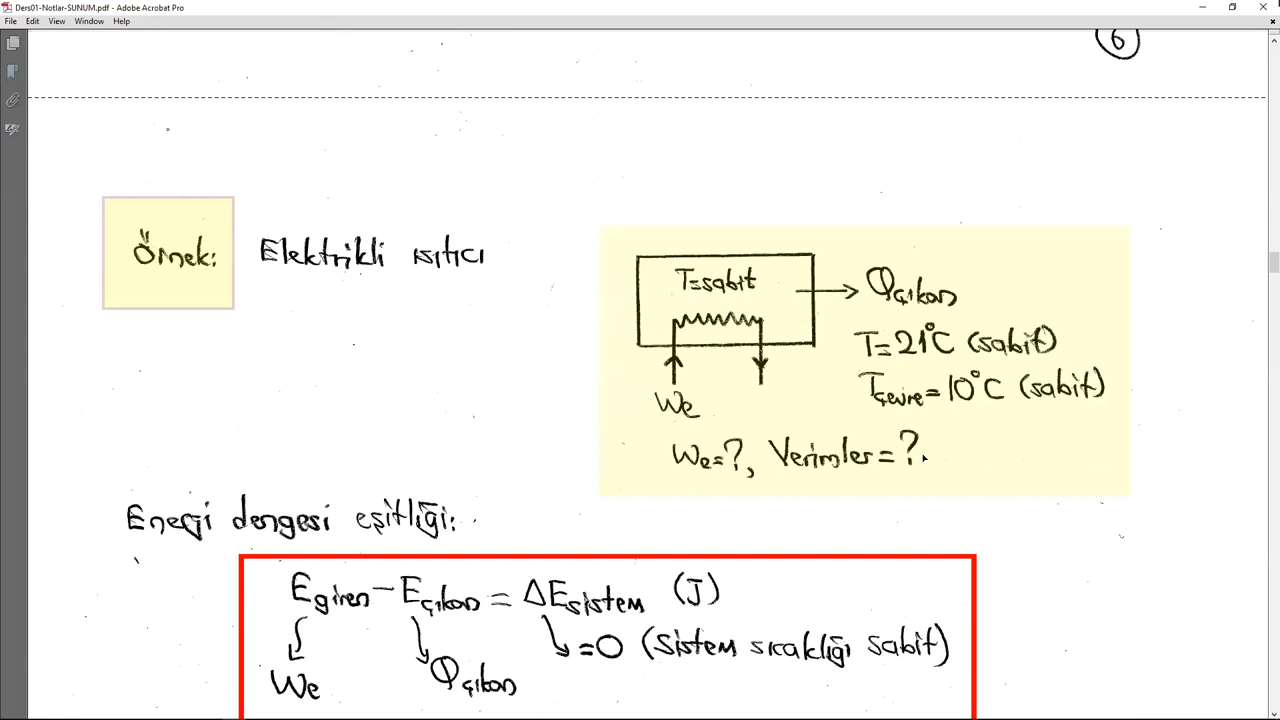 Ders01-Notlar-SUNUM.pdf - Adobe Acrobat Pro
File Edit View Window Help
6
Örnek: Elektrikli ısıtıcı
T=sabit
Qçıkan
T=21°C (sabit)
Tçevre=10°C (sabit)
We
We=?, Verimler=?
Enerji dengesi eşitliği:
Egiren-Eçıkan=ΔEsistem (J)
=0 (Sistem sıcaklığı sabit)
We Qçıkan